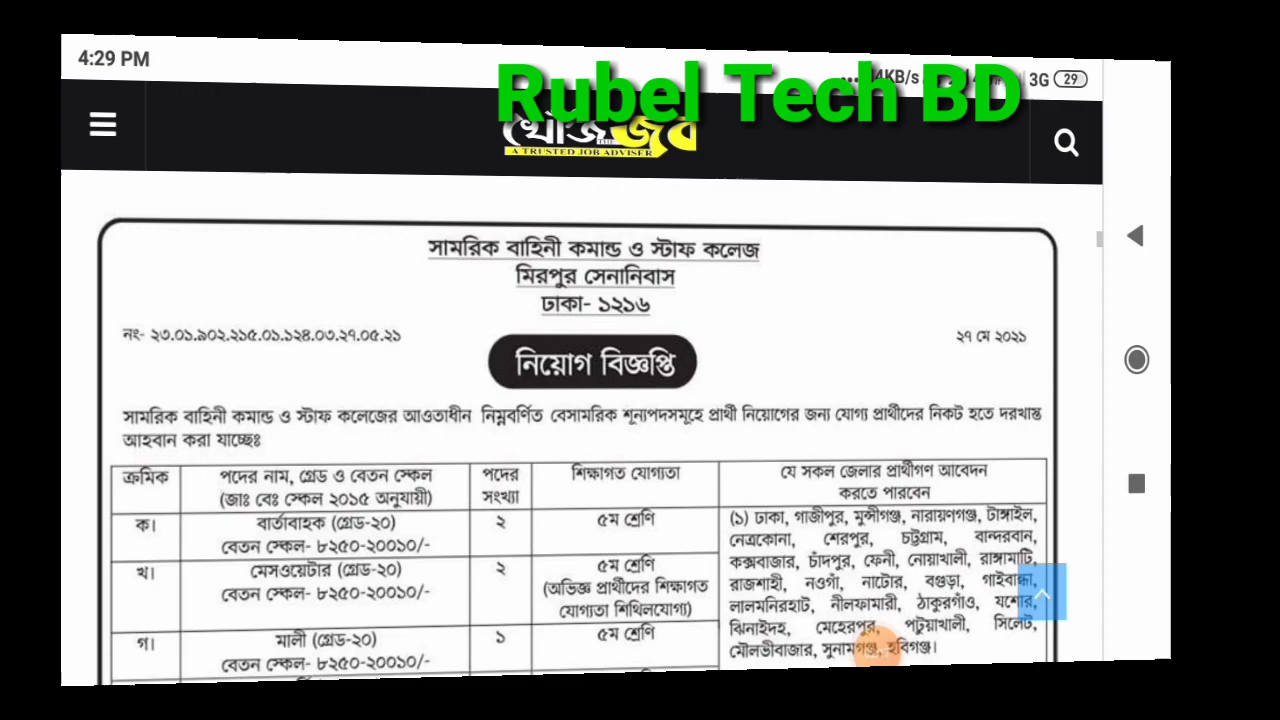 4:29 PM
4KB/s 3G 29
Rubel Tech BD
খোঁজ জব
A TRUSTED JOB ADVISER
সামরিক বাহিনী কমান্ড ও স্টাফ কলেজ
মিরপুর সেনানিবাস
ঢাকা- ১২১৬
নং- ২৩.০১.৯০২.২১৫.০১.১২৪.০৩.২৭.০৫.২১
২৭ মে ২০২১
নিয়োগ বিজ্ঞপ্তি
সামরিক বাহিনী কমান্ড ও স্টাফ কলেজের আওতাধীন নিম্নবর্ণিত বেসামরিক শূন্যপদসমূহে প্রার্থী নিয়োগের জন্য যোগ্য প্রার্থীদের নিকট হতে দরখাস্ত
আহবান করা যাচ্ছেঃ
ক্রমিক
পদের নাম, গ্রেড ও বেতন স্কেল
(জাঃ বেঃ স্কেল ২০১৫ অনুযায়ী)
পদের
সংখ্যা
শিক্ষাগত যোগ্যতা
যে সকল জেলার প্রার্থীগণ আবেদন
করতে পারবেন
ক।
বার্তাবাহক (গ্রেড-২০)
বেতন স্কেল- ৮২৫০-২০০১০/-
২
৫ম শ্রেণি
খ।
মেসওয়েটার (গ্রেড-২০)
বেতন স্কেল- ৮২৫০-২০০১০/-
২
৫ম শ্রেণি
(অভিজ্ঞ প্রার্থীদের শিক্ষাগত
যোগ্যতা শিথিলযোগ্য)
গ।
মালী (গ্রেড-২০)
বেতন স্কেল- ৮২৫০-২০০১০/-
১
৫ম শ্রেণি
(১) ঢাকা, গাজীপুর, মুন্সীগঞ্জ, নারায়ণগঞ্জ, টাঙ্গাইল,
নেত্রকোনা, শেরপুর, চট্টগ্রাম, বান্দরবান,
কক্সবাজার, চাঁদপুর, ফেনী, নোয়াখালী, রাঙ্গামাটি,
রাজশাহী, নওগাঁ, নাটোর, বগুড়া, গাইবান্ধা,
লালমনিরহাট, নীলফামারী, ঠাকুরগাঁও, যশোর,
ঝিনাইদহ, মেহেরপুর, পটুয়াখালী, সিলেট,
মৌলভীবাজার, সুনামগঞ্জ, হবিগঞ্জ।